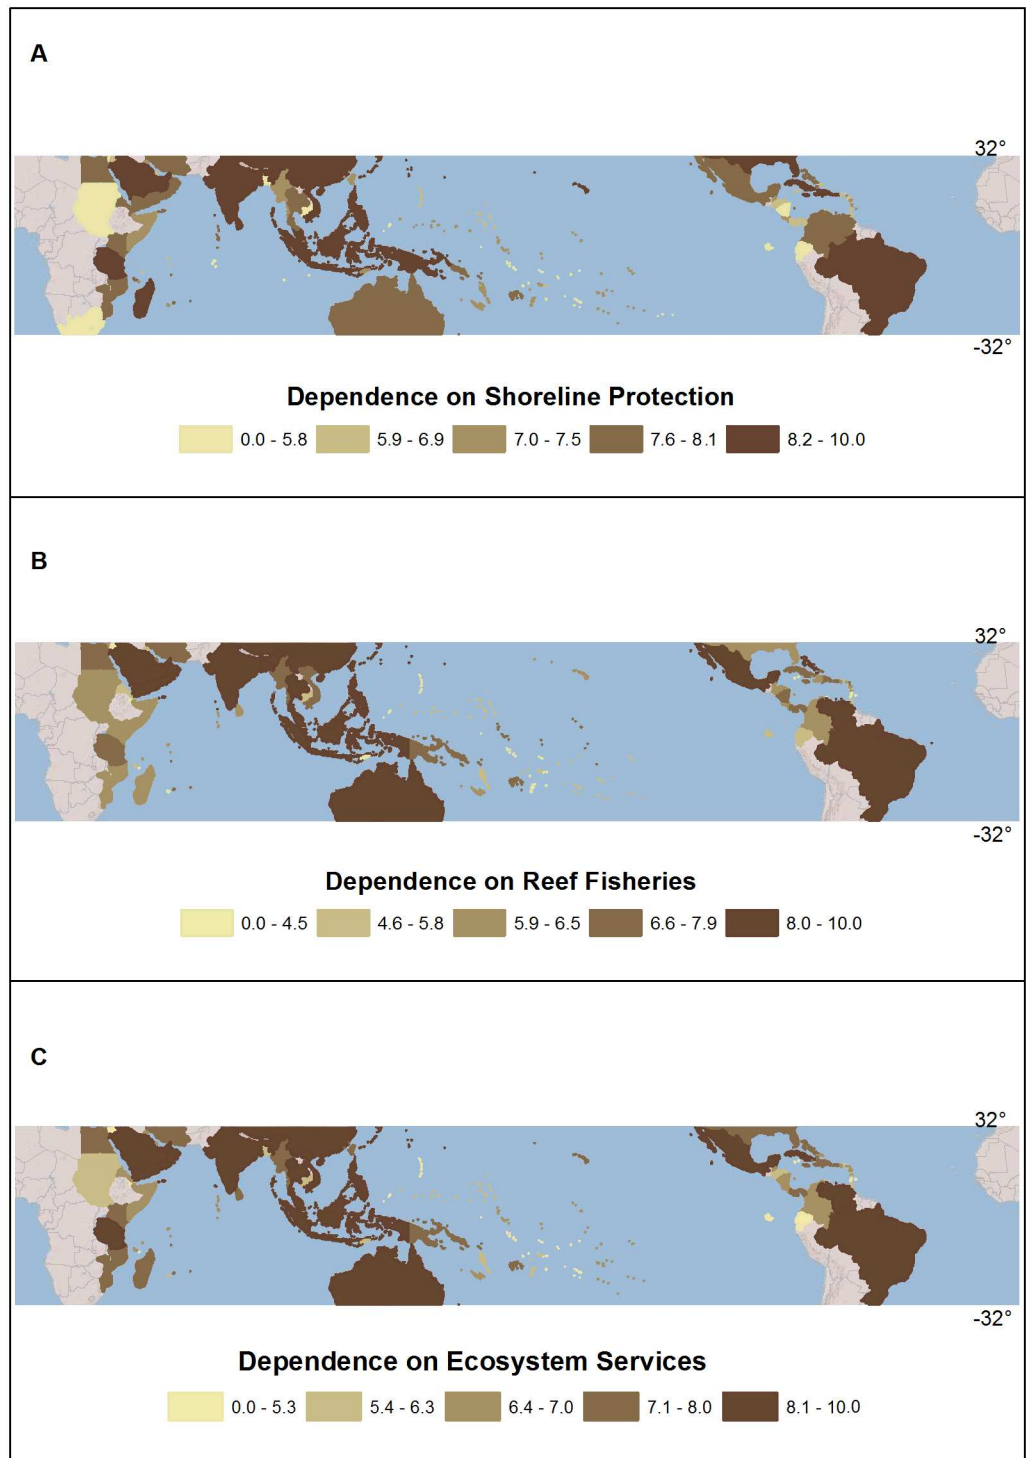 A
32°
-32°
Dependence on Shoreline Protection
0.0 - 5.8 5.9 - 6.9 7.0 - 7.5 7.6 - 8.1 8.2 - 10.0
B
32°
-32°
Dependence on Reef Fisheries
0.0 - 4.5 4.6 - 5.8 5.9 - 6.5 6.6 - 7.9 8.0 - 10.0
C
32°
-32°
Dependence on Ecosystem Services
0.0 - 5.3 5.4 - 6.3 6.4 - 7.0 7.1 - 8.0 8.1 - 10.0